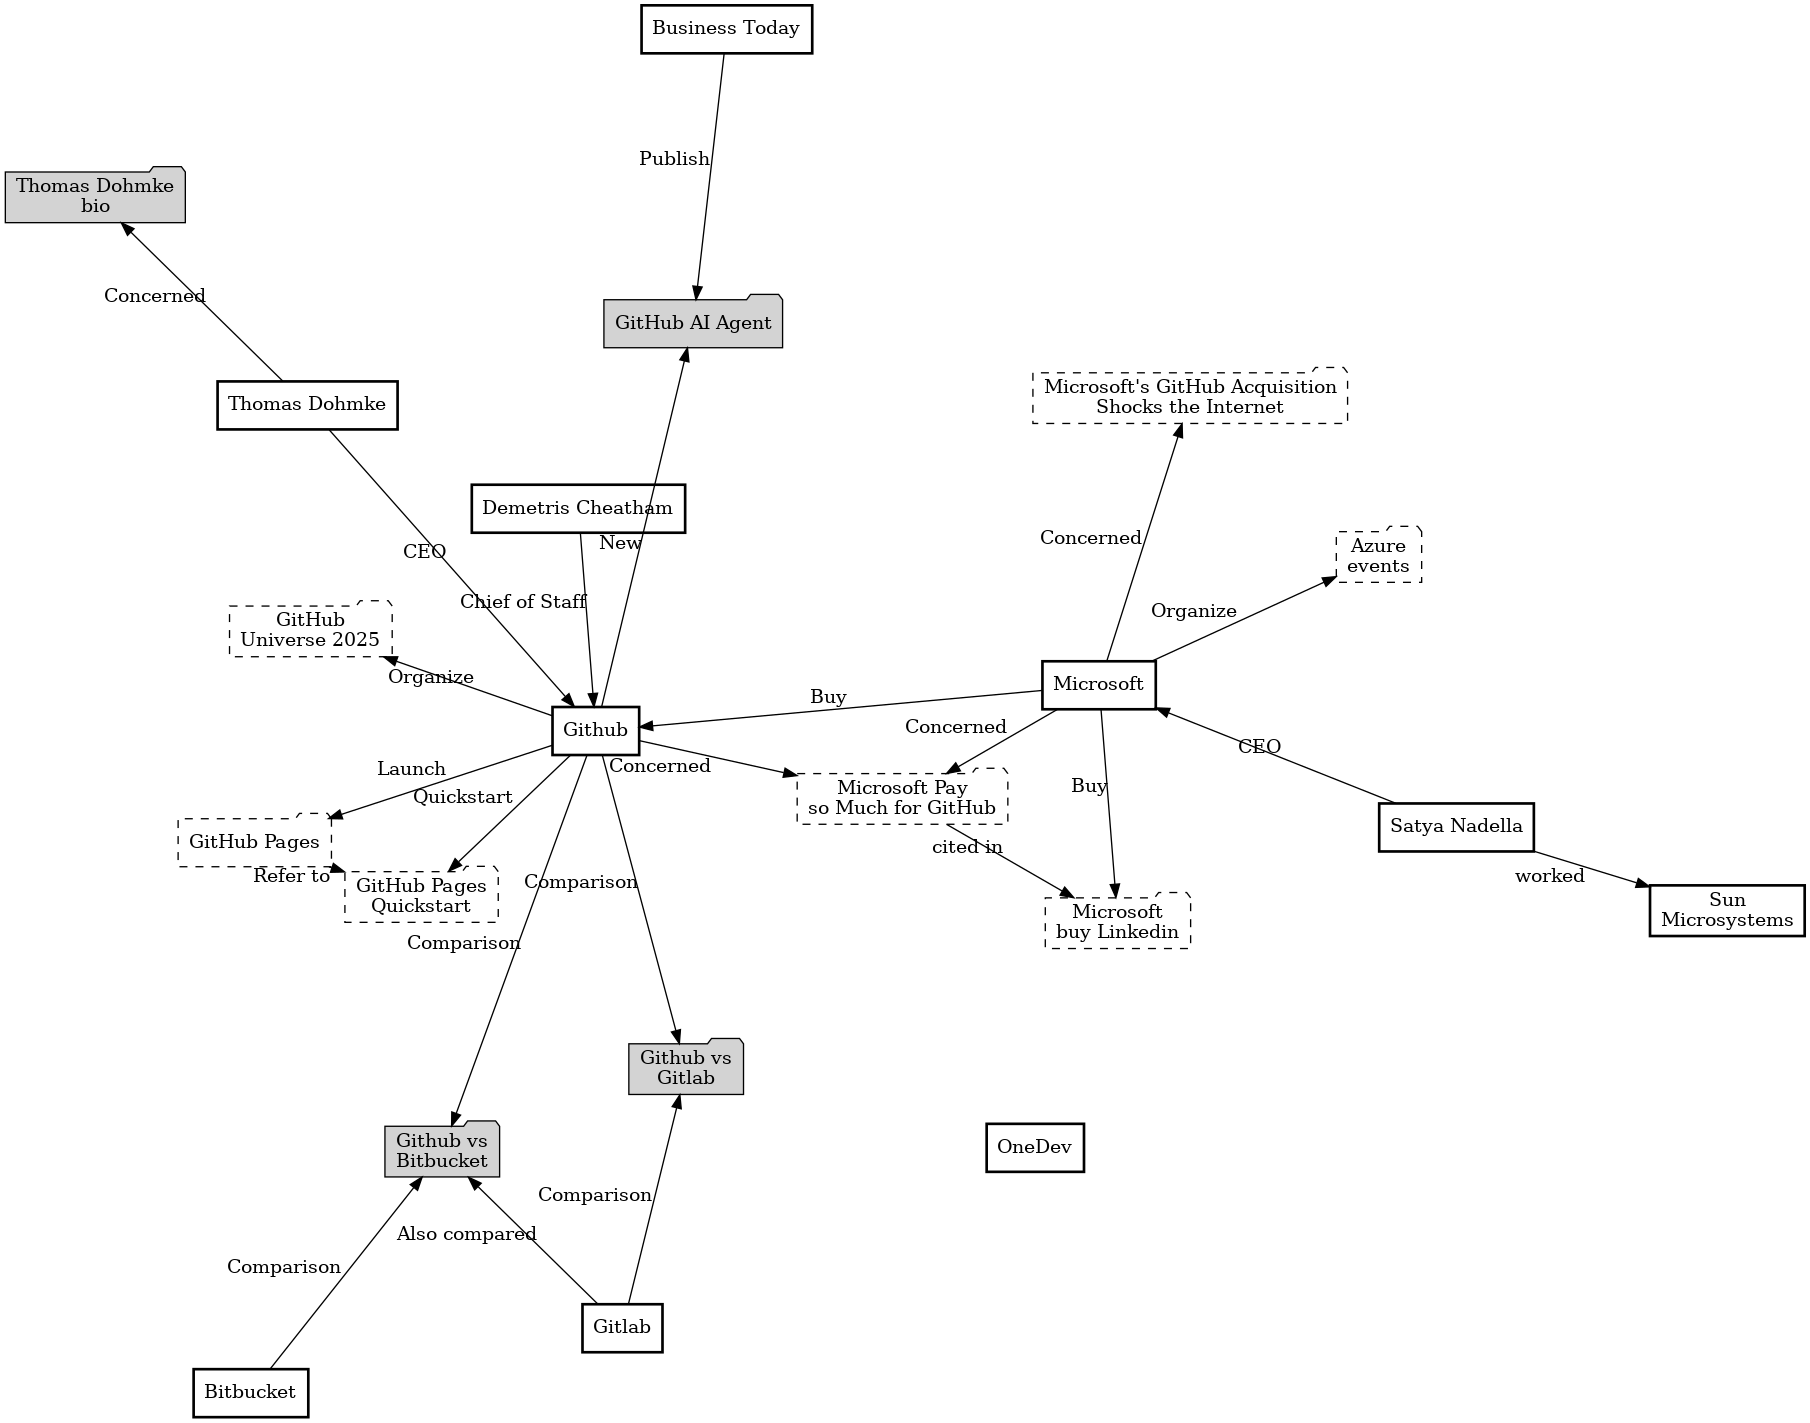 Business Today
Publish
Thomas Dohmke
bio
Concerned
GitHub AI Agent
Thomas Dohmke
Microsoft's GitHub Acquisition
Shocks the Internet
Demetris Cheatham
New
Concerned
CEO
Azure
events
Chief of Staff
Organize
GitHub
Universe 2025
Organize
Microsoft
Buy
Github
Concerned
CEO
Launch
Concerned
Quickstart
Microsoft Pay
so Much for GitHub
Buy
Satya Nadella
GitHub Pages
cited in
Refer to
GitHub Pages
Quickstart
Comparison
worked
Microsoft
buy Linkedin
Sun
Microsystems
Comparison
Github vs
Gitlab
Github vs
Bitbucket
OneDev
Comparison
Also compared
Comparison
Gitlab
Bitbucket